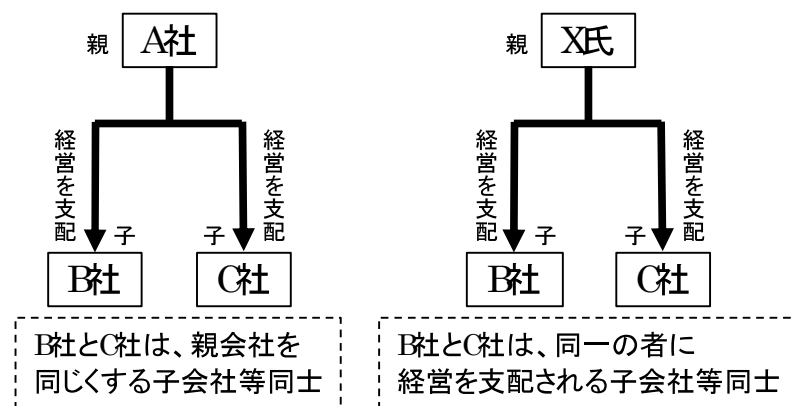 親
A社
経営を支配
経営を支配
子
子
B社
C社
B社とC社は、親会社を
同じくする子会社等同士
親
X氏
経営を支配
経営を支配
子
子
B社
C社
B社とC社は、同一の者に
経営を支配される子会社等同士